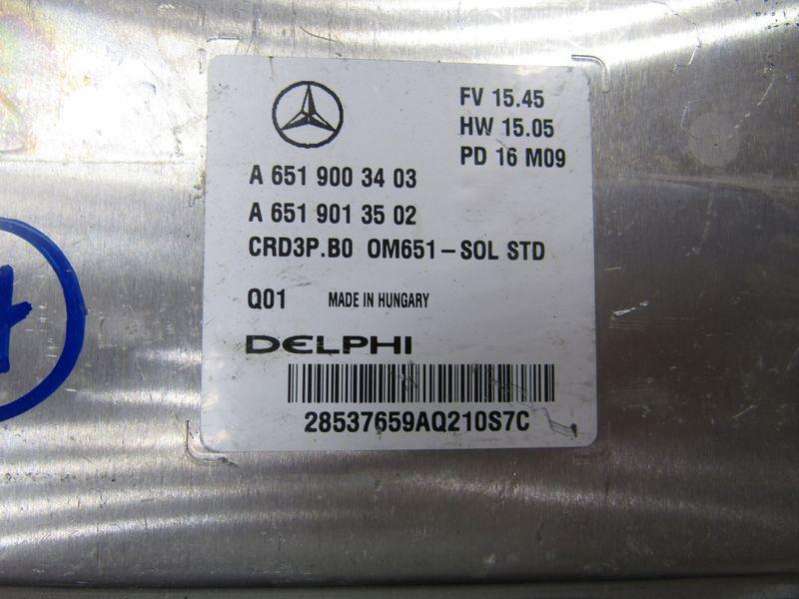 FV 15.45
HW 15.05
PD 16 M09
A 651 900 34 03
A 651 901 35 02
CRD3P.B0 OM651-SOL STD
Q01 MADE IN HUNGARY
DELPHI
28537659AQ210S7C